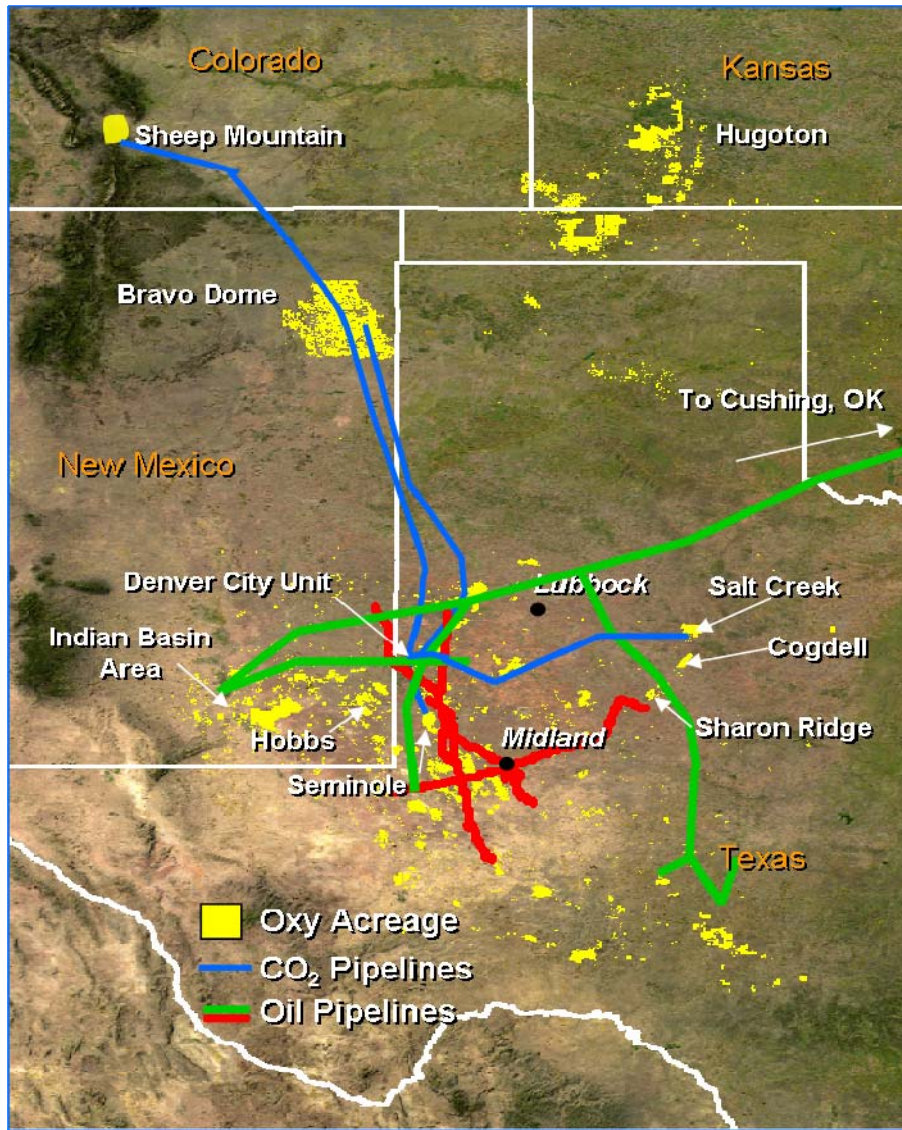 Colorado
Kansas
Sheep Mountain
Hugoton
Bravo Dome
To Cushing, OK
New Mexico
Denver City Unit
Lubbock
Salt Creek
Indian Basin
Area
Cogdell
Hobbs
Sharon Ridge
Midland
Seminole
Texas
Oxy Acreage
CO₂ Pipelines
Oil Pipelines